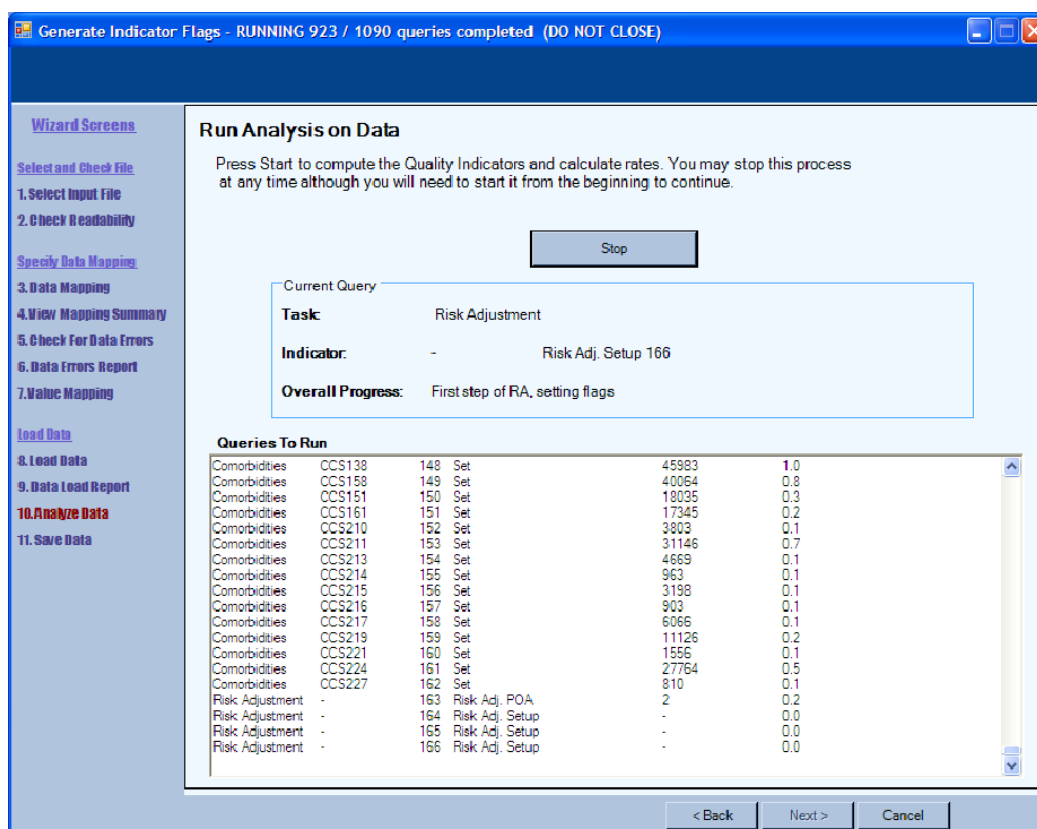 Generate Indicator Flags - RUNNING 923 / 1090 queries completed (DO NOT CLOSE)
Wizard Screens
Select and Check File
1. Select Input File
2. Check Readability
Specify Data Mapping
3. Data Mapping
4. View Mapping Summary
5. Check For Data Errors
6. Data Errors Report
7. Value Mapping
Load Data
8. Load Data
9. Data Load Report
10. Analyze Data
11. Save Data
Run Analysis on Data
Press Start to compute the Quality Indicators and calculate rates. You may stop this process
at any time although you will need to start it from the beginning to continue.
Stop
Current Query
Task: Risk Adjustment
Indicator: - Risk Adj. Setup 166
Overall Progress: First step of RA, setting flags
Queries To Run
Comorbidities CCS138 148 Set 45983 1.0
Comorbidities CCS158 149 Set 40064 0.8
Comorbidities CCS151 150 Set 18035 0.3
Comorbidities CCS161 151 Set 17345 0.2
Comorbidities CCS210 152 Set 3803 0.1
Comorbidities CCS211 153 Set 31146 0.7
Comorbidities CCS213 154 Set 4669 0.1
Comorbidities CCS214 155 Set 963 0.1
Comorbidities CCS215 156 Set 3198 0.1
Comorbidities CCS216 157 Set 903 0.1
Comorbidities CCS217 158 Set 6066 0.1
Comorbidities CCS219 159 Set 11126 0.2
Comorbidities CCS221 160 Set 1556 0.1
Comorbidities CCS224 161 Set 27764 0.5
Comorbidities CCS227 162 Set 810 0.1
Risk Adjustment - 163 Risk Adj. POA 2 0.2
Risk Adjustment - 164 Risk Adj. Setup - 0.0
Risk Adjustment - 165 Risk Adj. Setup - 0.0
Risk Adjustment - 166 Risk Adj. Setup - 0.0
< Back Next > Cancel